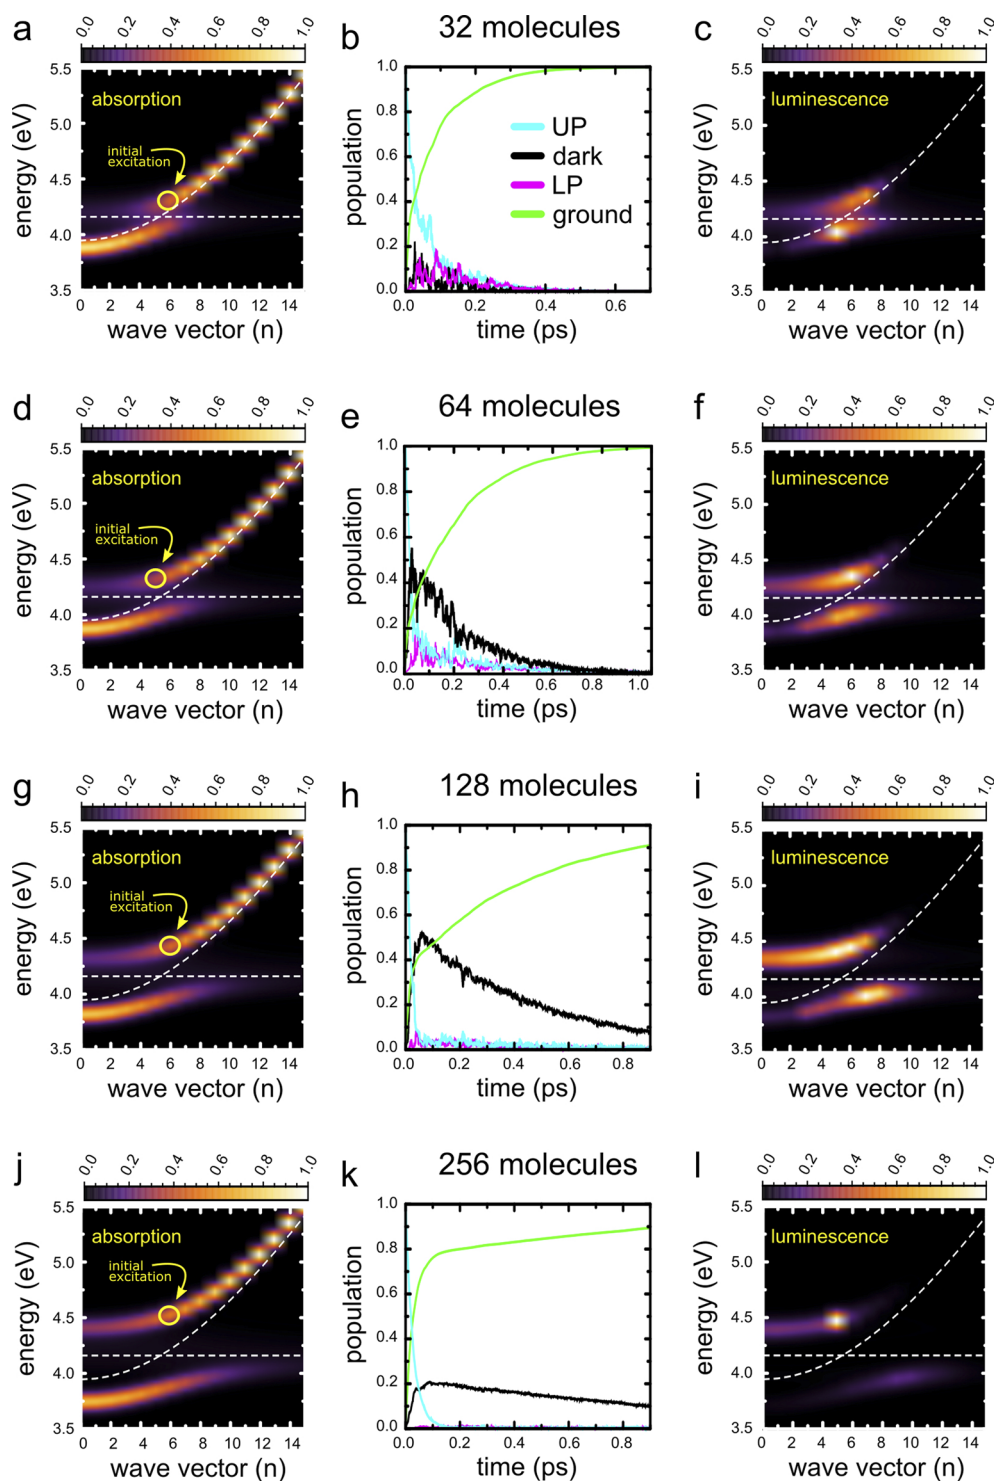 a
0.0 0.2 0.4 0.6 0.8 1.0
absorption
initial
excitation
energy (eV)
5.5
5.0
4.5
4.0
3.5
0 2 4 6 8 10 12 14
wave vector (n)
b
32 molecules
population
1.0
0.8
0.6
0.4
0.2
0.0
UP
dark
LP
ground
0.0 0.2 0.4 0.6
time (ps)
c
0.0 0.2 0.4 0.6 0.8 1.0
luminescence
energy (eV)
5.5
5.0
4.5
4.0
3.5
0 2 4 6 8 10 12 14
wave vector (n)
d
0.0 0.2 0.4 0.6 0.8 1.0
absorption
initial
excitation
energy (eV)
5.5
5.0
4.5
4.0
3.5
0 2 4 6 8 10 12 14
wave vector (n)
e
64 molecules
population
1.0
0.8
0.6
0.4
0.2
0.0
0.0 0.2 0.4 0.6 0.8 1.0
time (ps)
f
0.0 0.2 0.4 0.6 0.8 1.0
luminescence
energy (eV)
5.5
5.0
4.5
4.0
3.5
0 2 4 6 8 10 12 14
wave vector (n)
g
0.0 0.2 0.4 0.6 0.8 1.0
absorption
initial
excitation
energy (eV)
5.5
5.0
4.5
4.0
3.5
0 2 4 6 8 10 12 14
wave vector (n)
h
128 molecules
population
1.0
0.8
0.6
0.4
0.2
0.0
0.0 0.2 0.4 0.6 0.8
time (ps)
i
0.0 0.2 0.4 0.6 0.8 1.0
luminescence
energy (eV)
5.5
5.0
4.5
4.0
3.5
0 2 4 6 8 10 12 14
wave vector (n)
j
0.0 0.2 0.4 0.6 0.8 1.0
absorption
initial
excitation
energy (eV)
5.5
5.0
4.5
4.0
3.5
0 2 4 6 8 10 12 14
wave vector (n)
k
256 molecules
population
1.0
0.8
0.6
0.4
0.2
0.0
0.0 0.2 0.4 0.6 0.8
time (ps)
l
0.0 0.2 0.4 0.6 0.8 1.0
luminescence
energy (eV)
5.5
5.0
4.5
4.0
3.5
0 2 4 6 8 10 12 14
wave vector (n)